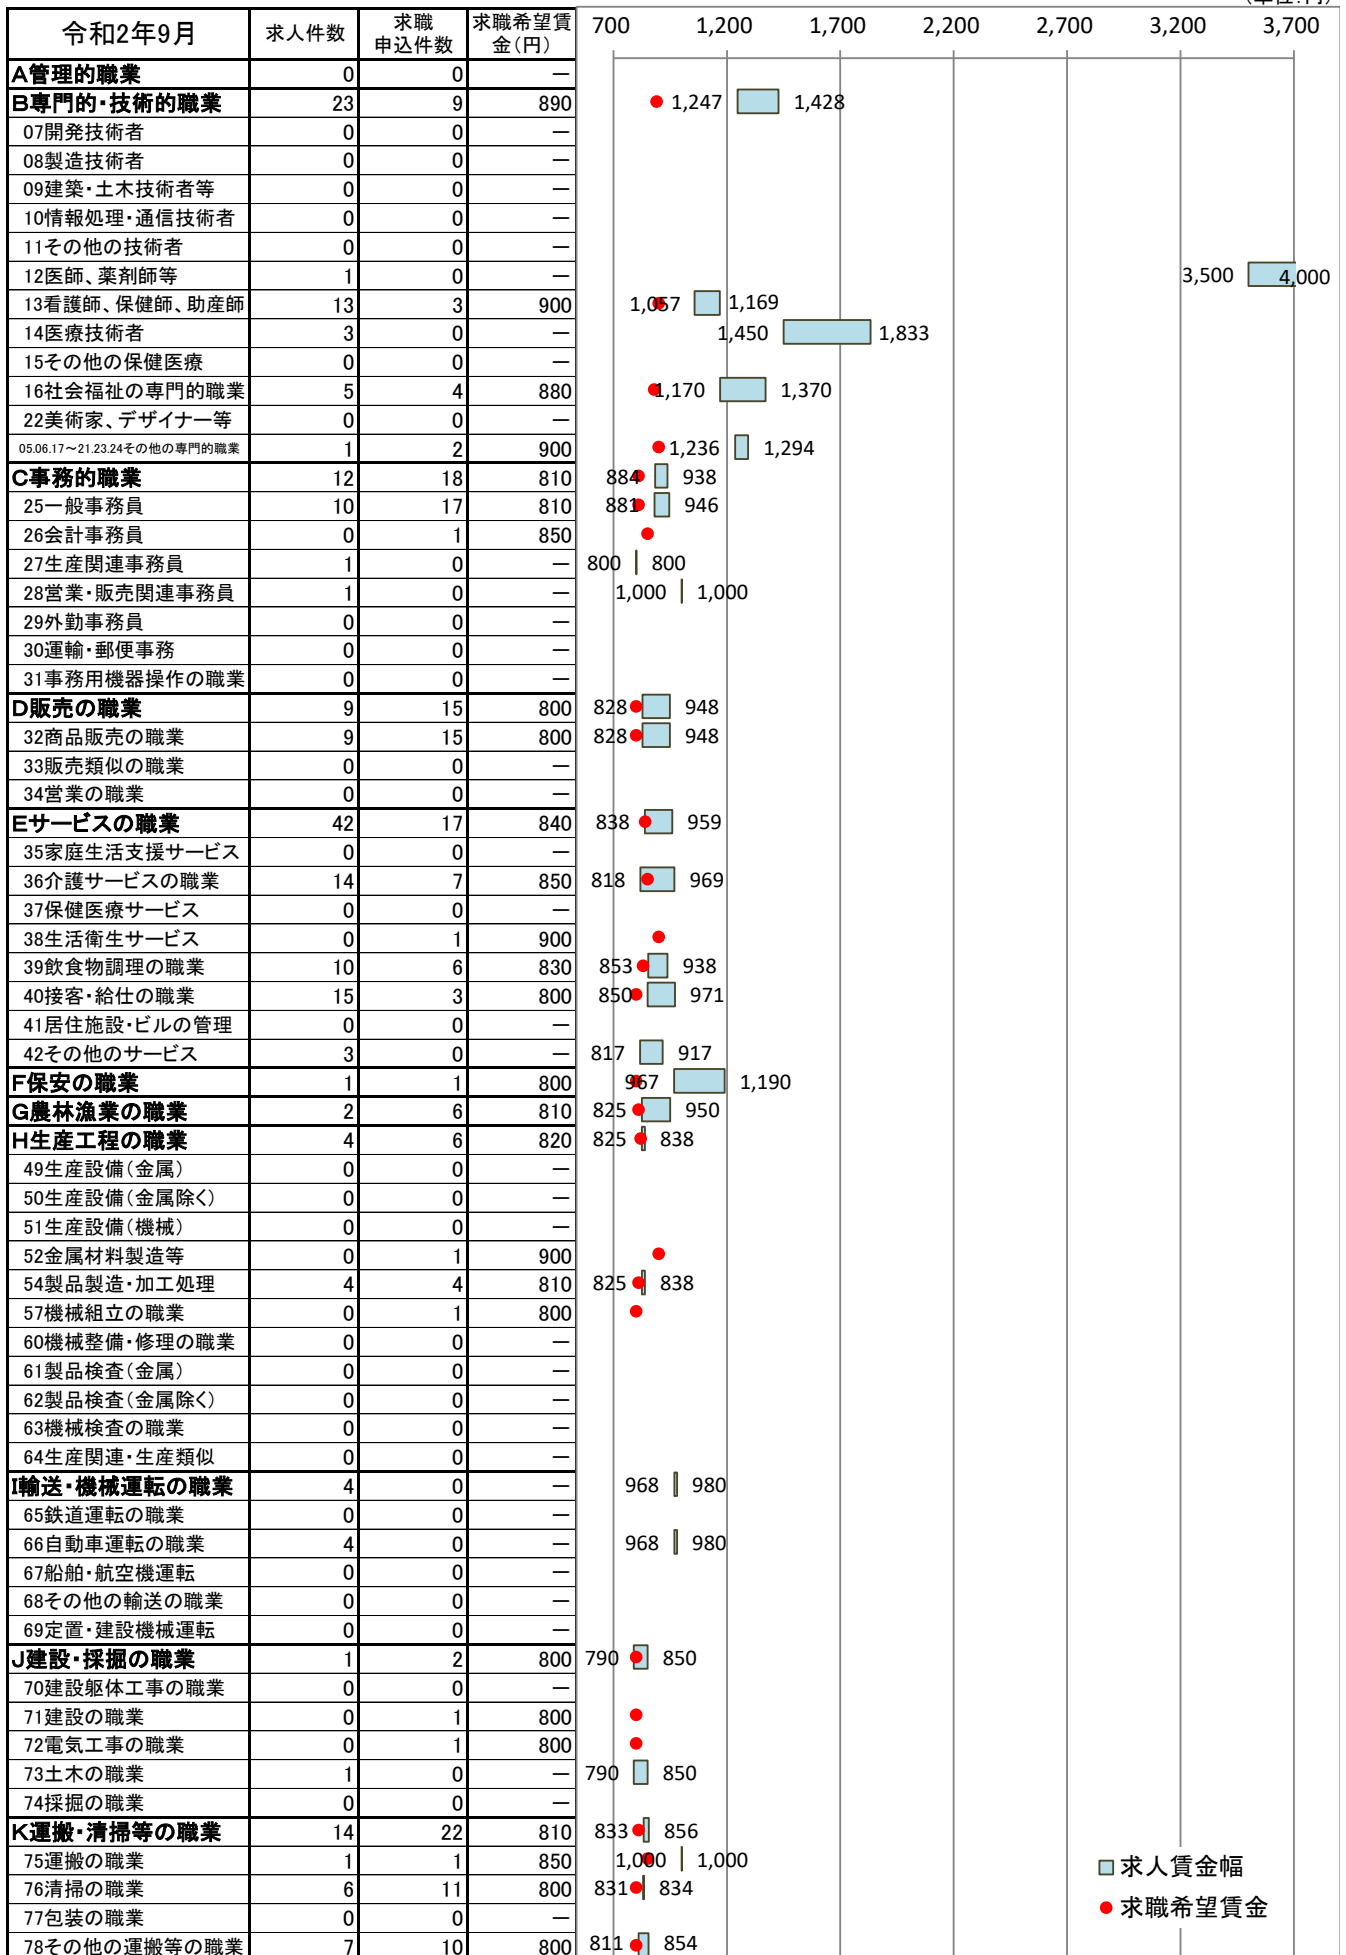 (単位:円)
令和2年9月 求人件数 求職申込件数 求職希望賃金(円) 700 1,200 1,700 2,200 2,700 3,200 3,700
A管理的職業 0 0 ―
B専門的・技術的職業 23 9 890 1,247 1,428
07開発技術者 0 0 ―
08製造技術者 0 0 ―
09建築・土木技術者等 0 0 ―
10情報処理・通信技術者 0 0 ―
11その他の技術者 0 0 ―
12医師、薬剤師等 1 0 ― 3,500 4,000
13看護師、保健師、助産師 13 3 900 1,057 1,169
14医療技術者 3 0 ― 1,450 1,833
15その他の保健医療 0 0 ―
16社会福祉の専門的職業 5 4 880 1,170 1,370
22美術家、デザイナー等 0 0 ―
05.06.17～21.23.24その他の専門的職業 1 2 900 1,236 1,294
C事務的職業 12 18 810 884 938
25一般事務員 10 17 810 881 946
26会計事務員 0 1 850
27生産関連事務員 1 0 ― 800 800
28営業・販売関連事務員 1 0 ― 1,000 1,000
29外勤事務員 0 0 ―
30運輸・郵便事務 0 0 ―
31事務用機器操作の職業 0 0 ―
D販売の職業 9 15 800 828 948
32商品販売の職業 9 15 800 828 948
33販売類似の職業 0 0 ―
34営業の職業 0 0 ―
Eサービスの職業 42 17 840 838 959
35家庭生活支援サービス 0 0 ―
36介護サービスの職業 14 7 850 818 969
37保健医療サービス 0 0 ―
38生活衛生サービス 0 1 900
39飲食物調理の職業 10 6 830 853 938
40接客・給仕の職業 15 3 800 850 971
41居住施設・ビルの管理 0 0 ―
42その他のサービス 3 0 ― 817 917
F保安の職業 1 1 800 967 1,190
G農林漁業の職業 2 6 810 825 950
H生産工程の職業 4 6 820 825 838
49生産設備(金属) 0 0 ―
50生産設備(金属除く) 0 0 ―
51生産設備(機械) 0 0 ―
52金属材料製造等 0 1 900
54製品製造・加工処理 4 4 810 825 838
57機械組立の職業 0 1 800
60機械整備・修理の職業 0 0 ―
61製品検査(金属) 0 0 ―
62製品検査(金属除く) 0 0 ―
63機械検査の職業 0 0 ―
64生産関連・生産類似 0 0 ―
I輸送・機械運転の職業 4 0 ― 968 980
65鉄道運転の職業 0 0 ―
66自動車運転の職業 4 0 ― 968 980
67船舶・航空機運転 0 0 ―
68その他の輸送の職業 0 0 ―
69定置・建設機械運転 0 0 ―
J建設・採掘の職業 1 2 800 790 850
70建設躯体工事の職業 0 0 ―
71建設の職業 0 1 800
72電気工事の職業 0 1 800
73土木の職業 1 0 ― 790 850
74採掘の職業 0 0 ―
K運搬・清掃等の職業 14 22 810 833 856
75運搬の職業 1 1 850 1,000 1,000
76清掃の職業 6 11 800 831 834
77包装の職業 0 0 ―
78その他の運搬等の職業 7 10 800 811 854
求人賃金幅
求職希望賃金